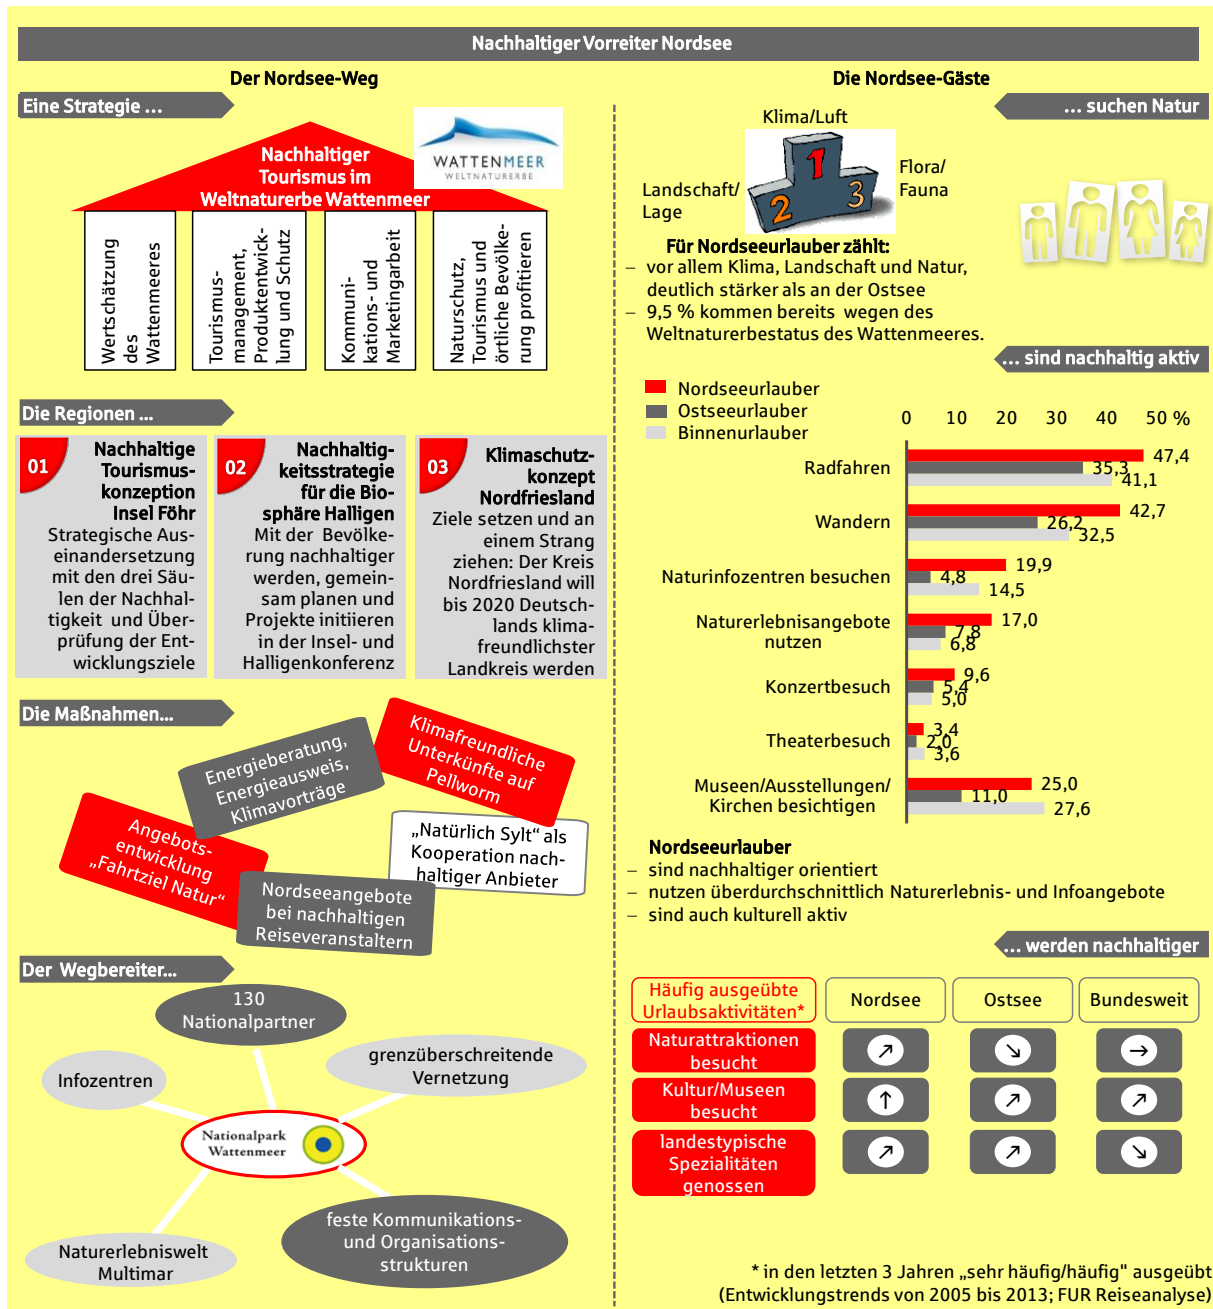 Nachhaltiger Vorreiter Nordsee
Der Nordsee-Weg
Eine Strategie ...
WATTENMEER
WELTNATURERBE
Nachhaltiger
Tourismus im
Weltnaturerbe Wattenmeer
Wertschätzung
des
Wattenmeeres
Tourismus-
management,
Produktentwick-
lung und Schutz
Kommuni-
kations- und
Marketingarbeit
Naturschutz,
Tourismus und
örtliche Bevölke-
rung profitieren
Die Regionen ...
01
Nachhaltige
Tourismus-
konzeption
Insel Föhr
Strategische Aus-
einandersetzung
mit den drei Säu-
len der Nachhal-
tigkeit und Über-
prüfung der Ent-
wicklungsziele
02
Nachhaltig-
keitsstrategie
für die Bio-
sphäre Halligen
Mit der Bevölke-
rung nachhaltiger
werden, gemein-
sam planen und
Projekte initiieren
in der Insel- und
Halligenkonferenz
03
Klimaschutz-
konzept
Nordfriesland
Ziele setzen und an
einem Strang
ziehen: Der Kreis
Nordfriesland will
bis 2020 Deutsch-
lands klima-
freundlichster
Landkreis werden
Die Maßnahmen...
Klimafreundliche
Unterkünfte auf
Pellworm
Energieberatung,
Energieausweis,
Klimavorträge
Angebots-
entwicklung
„Fahrtziel Natur“
„Natürlich Sylt“ als
Kooperation nach-
haltiger Anbieter
Nordseeangebote
bei nachhaltigen
Reiseveranstaltern
Der Wegbereiter...
130
Nationalpartner
Infozentren
grenzüberschreitende
Vernetzung
Nationalpark
Wattenmeer
feste Kommunikations-
und Organisations-
strukturen
Naturerlebniswelt
Multimar
Die Nordsee-Gäste
... suchen Natur
Klima/Luft
1
2
3
Landschaft/
Lage
Flora/
Fauna
Für Nordseeurlauber zählt:
– vor allem Klima, Landschaft und Natur,
deutlich stärker als an der Ostsee
– 9,5 % kommen bereits wegen des
Weltnaturerbestatus des Wattenmeeres.
... sind nachhaltig aktiv
Nordseeurlauber
Ostseeurlauber
Binnenurlauber
0 10 20 30 40 50 %
Radfahren
47,4
35,3
41,1
Wandern
42,7
26,2
32,5
Naturinfozentren besuchen
19,9
4,8
14,5
Naturerlebnisangebote
nutzen
17,0
7,8
6,8
Konzertbesuch
9,6
5,4
5,0
Theaterbesuch
3,4
2,0
3,6
Museen/Ausstellungen/
Kirchen besichtigen
25,0
11,0
27,6
Nordseeurlauber
– sind nachhaltiger orientiert
– nutzen überdurchschnittlich Naturerlebnis- und Infoangebote
– sind auch kulturell aktiv
... werden nachhaltiger
Häufig ausgeübte
Urlaubsaktivitäten*
Nordsee
Ostsee
Bundesweit
Naturattraktionen
besucht
↗ ↘ →
Kultur/Museen
besucht
↑ ↗ ↗
landestypische
Spezialitäten
genossen
↗ ↗ ↘
* in den letzten 3 Jahren „sehr häufig/häufig" ausgeübt
(Entwicklungstrends von 2005 bis 2013; FUR Reiseanalyse)